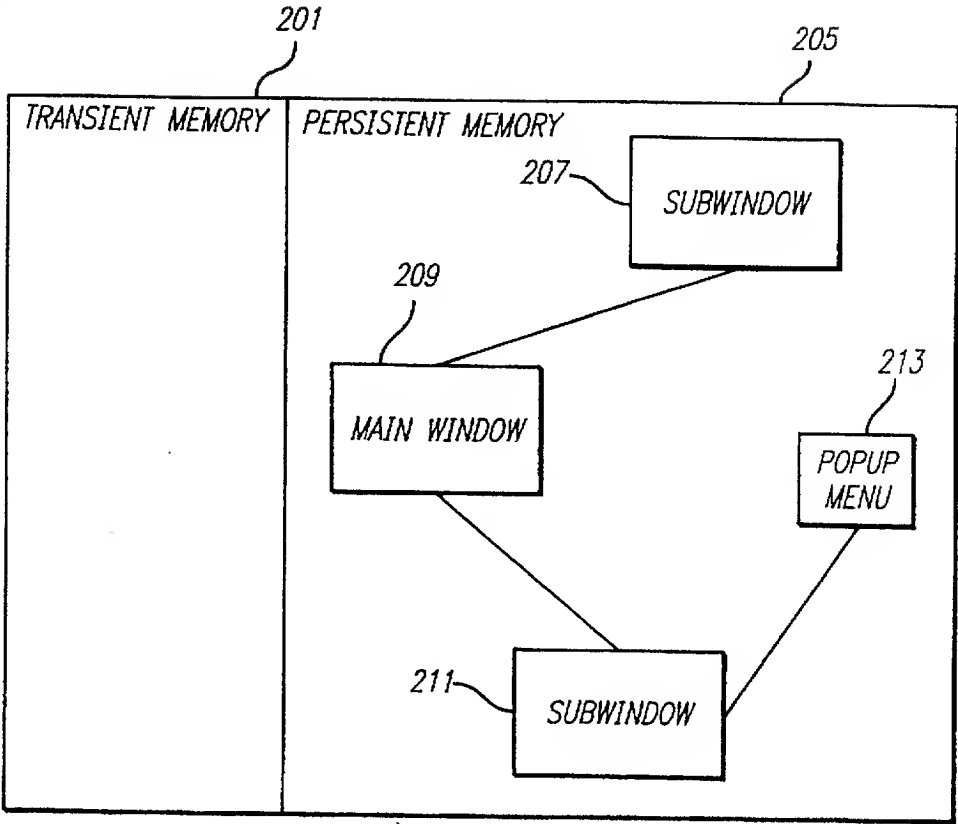 201
205
TRANSIENT MEMORY
PERSISTENT MEMORY
207
SUBWINDOW
209
MAIN WINDOW
213
POPUP
MENU
211
SUBWINDOW